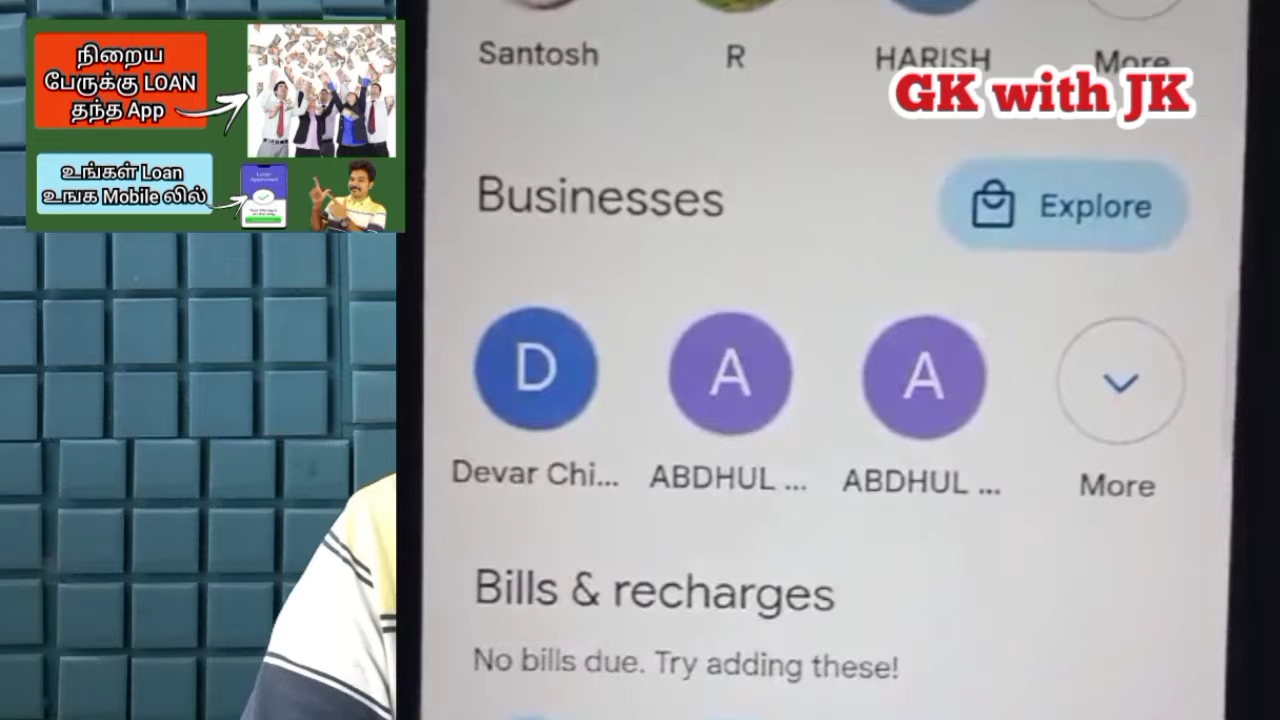 நிறைய
பேருக்கு LOAN
தந்த App
உங்கள் Loan
உங்க Mobile லில்
Santosh
R
HARISH
More
GK with JK
Businesses
Explore
D
A
A
Devar Chi...
ABDHUL ...
ABDHUL ...
More
Bills & recharges
No bills due. Try adding these!